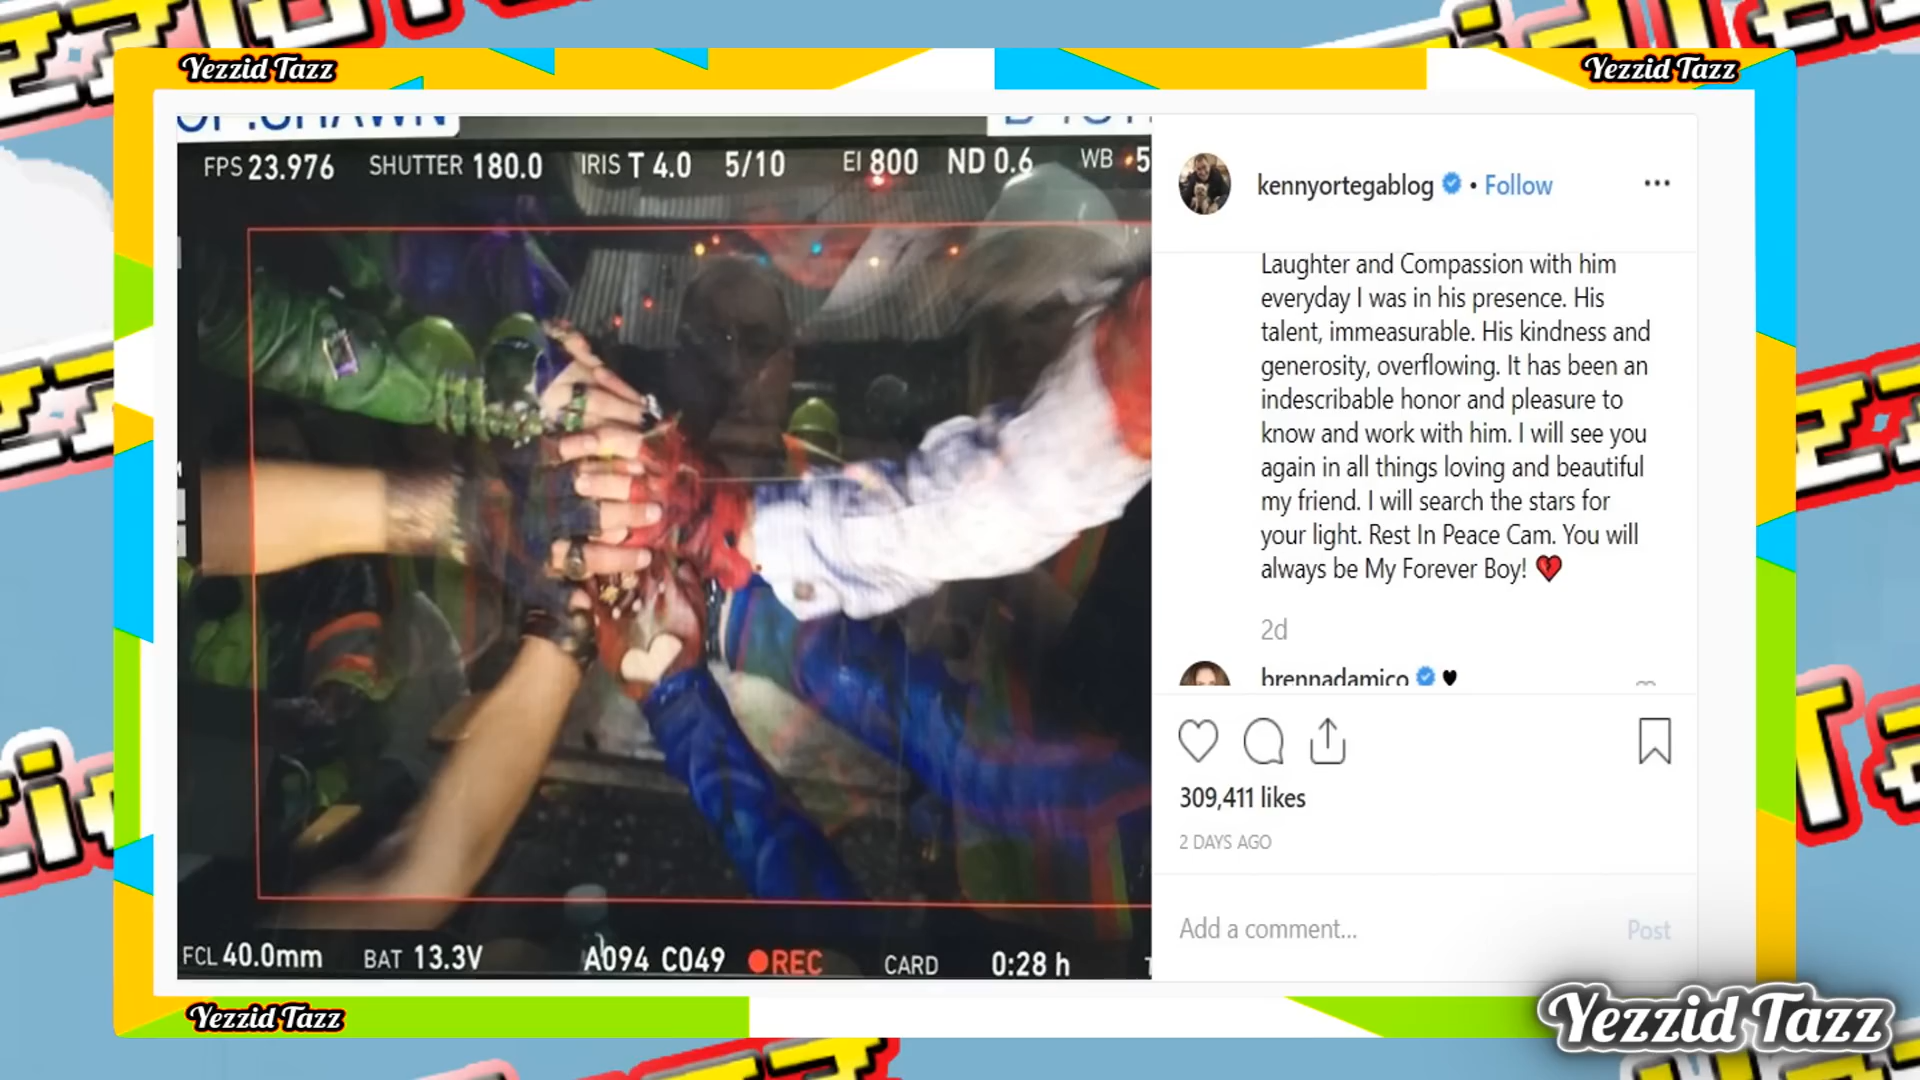 Yezzid Tazz
Yezzid Tazz
FPS 23.976 SHUTTER 180.0 IRIS T 4.0 5/10 EI 800 ND 0.6 WB
kennyortegablog • Follow
Laughter and Compassion with him
everyday I was in his presence. His
talent, immeasurable. His kindness and
generosity, overflowing. It has been an
indescribable honor and pleasure to
know and work with him. I will see you
again in all things loving and beautiful
my friend. I will search the stars for
your light. Rest In Peace Cam. You will
always be My Forever Boy!
2d
brennadamico
309,411 likes
2 DAYS AGO
Add a comment... Post
FCL 40.0mm BAT 13.3V A094 C049 REC CARD 0:28 h
Yezzid Tazz
Yezzid Tazz